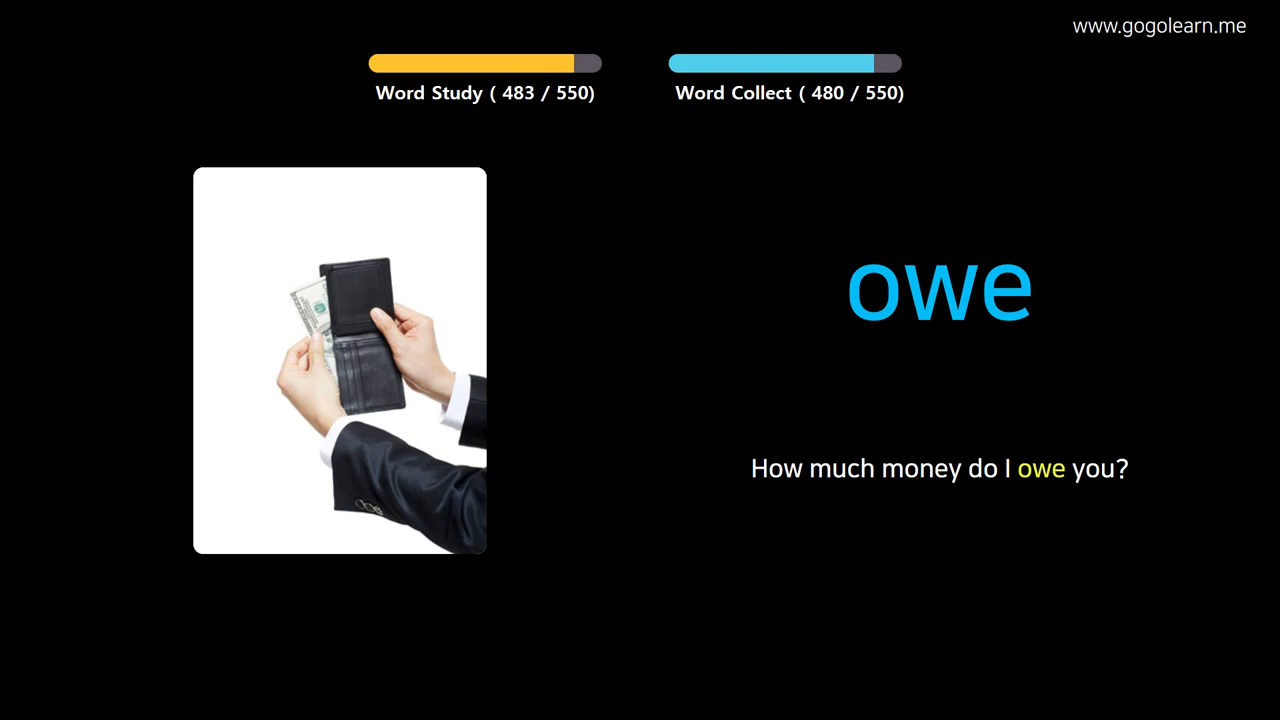 www.gogolearn.me
Word Study ( 483 / 550)
Word Collect ( 480 / 550)
owe
How much money do I owe you?